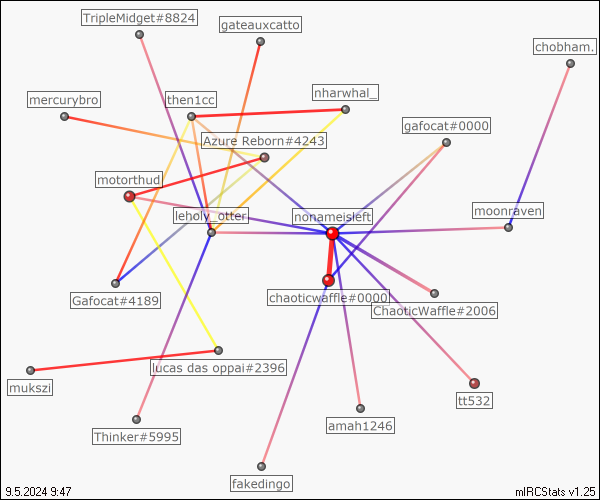 TripleMidget#8824
gateauxcatto
chobham.
mercurybro
then1cc
nharwhal_
gafocat#0000
Azure Reborn#4243
motorthud
leholy_otter
nonameisleft
moonraven
Gafocat#4189
chaoticwaffle#0000
ChaoticWaffle#2006
lucas das oppai#2396
mukszi
tt532
Thinker#5995
amah1246
fakedingo
9.5.2024 9:47
mIRCStats v1.25